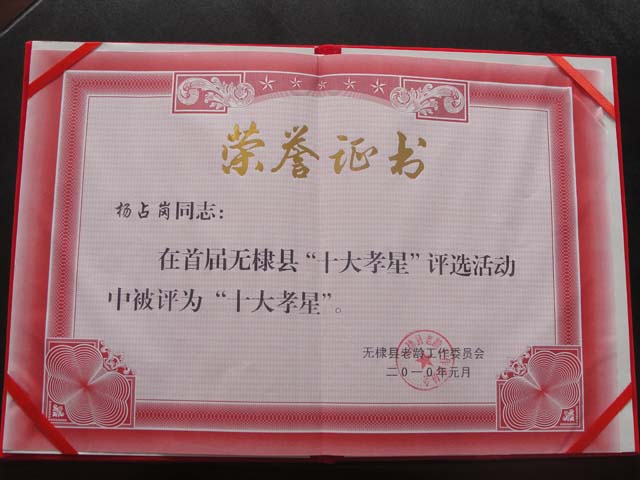 荣誉证书
杨占岗同志：
在首届无棣县“十大孝星”评选活动
中被评为“十大孝星”。
无棣县老龄工作委员会
二０一０年元月